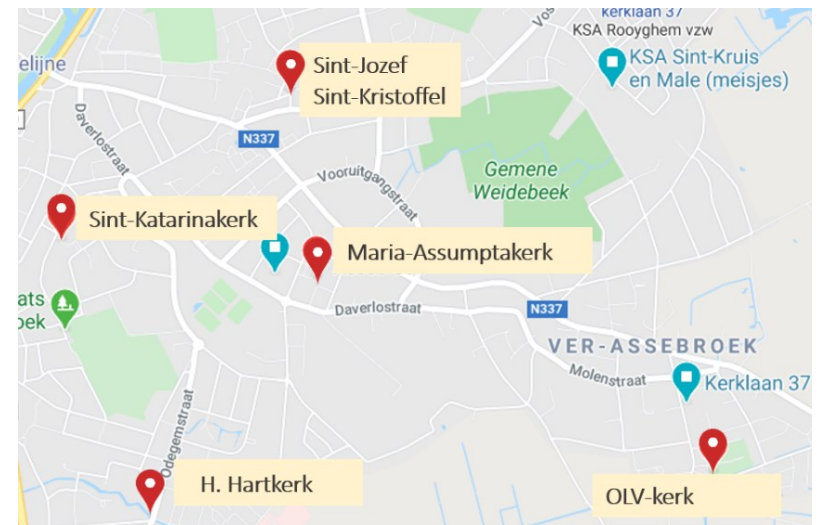 kerklaan 37
KSA Rooyghem vzw
elijne
Sint-Jozef
Sint-Kristoffel
Vos
KSA Sint-Kruis
en Male (meisjes)
Daverlostraat
N337
Vooruitgangstraat
Gemene
Weidebeek
Sint-Katarinakerk
Maria-Assumptakerk
ats
oek
Daverlostraat
N337
VER-ASSEBROEK
Molenstraat
Kerklaan 37
Odegemstraat
H. Hartkerk
OLV-kerk